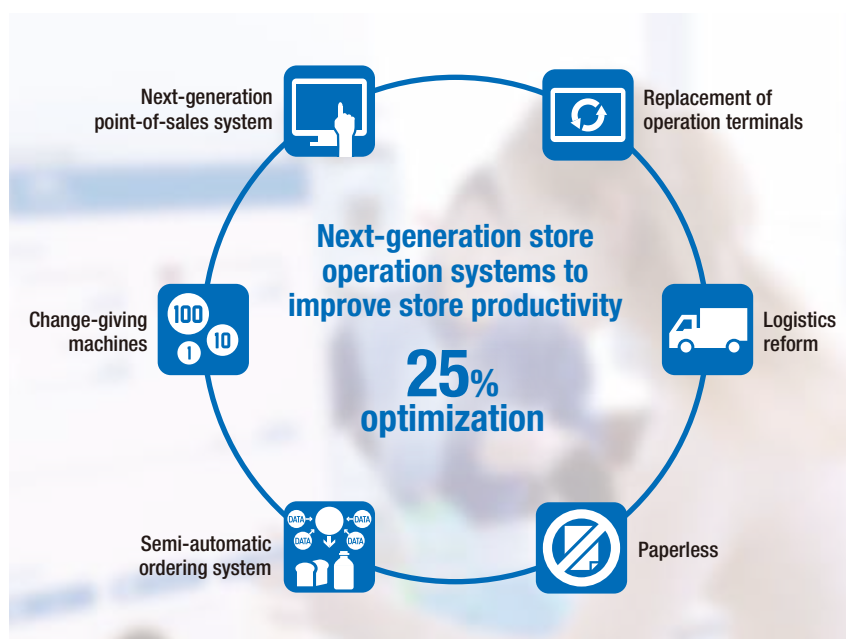 Next-generation
point-of-sales system
Replacement of
operation terminals
Next-generation store
operation systems to
improve store productivity
25%
optimization
Change-giving
machines
100
10
1
Logistics
reform
Semi-automatic
ordering system
DATA
DATA
DATA
DATA
Paperless